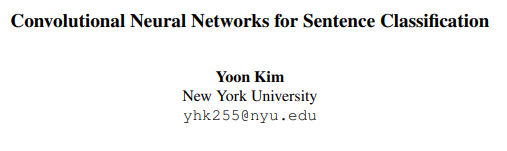 Convolutional Neural Networks for Sentence Classification
Yoon Kim
New York University
yhk255@nyu.edu